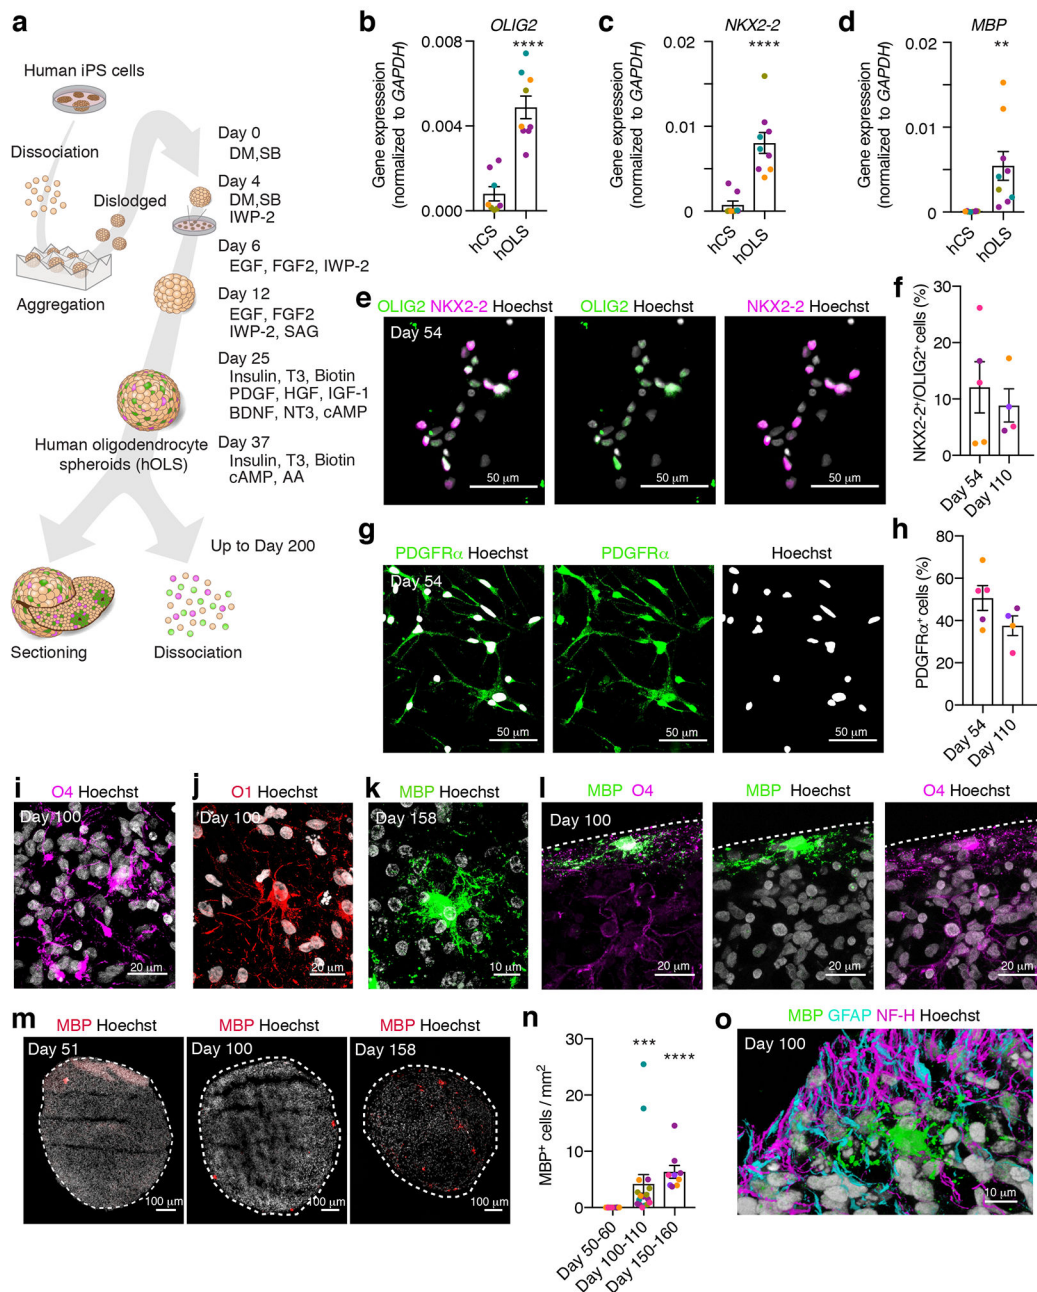 a
Human iPS cells
Dissociation
Dislodged
Aggregation
Day 0
DM,SB
Day 4
DM,SB
IWP-2
Day 6
EGF, FGF2, IWP-2
Day 12
EGF, FGF2
IWP-2, SAG
Day 25
Insulin, T3, Biotin
PDGF, HGF, IGF-1
BDNF, NT3, cAMP
Human oligodendrocyte
spheroids (hOLS)
Day 37
Insulin, T3, Biotin
cAMP, AA
Up to Day 200
Sectioning
Dissociation
b
OLIG2
Gene expresseion
(normalized to GAPDH)
0.008
0.004
0.000
****
hCS
hOLS
c
NKX2-2
Gene expresseion
(normalized to GAPDH)
0.02
0.01
0
****
hCS
hOLS
d
MBP
Gene expresseion
(normalized to GAPDH)
0.02
0.01
0
**
hCS
hOLS
e
OLIG2 NKX2-2 Hoechst
OLIG2 Hoechst
NKX2-2 Hoechst
Day 54
50 µm
50 µm
50 µm
f
NKX2-2⁺/OLIG2⁺ cells (%)
30
20
10
0
Day 54
Day 110
g
PDGFRα Hoechst
PDGFRα
Hoechst
Day 54
50 µm
50 µm
50 µm
h
PDGFRα⁺ cells (%)
80
60
40
20
0
Day 54
Day 110
i
O4 Hoechst
Day 100
20 µm
j
O1 Hoechst
Day 100
20 µm
k
MBP Hoechst
Day 158
10 µm
l
MBP O4
MBP Hoechst
O4 Hoechst
Day 100
20 µm
20 µm
20 µm
m
MBP Hoechst
MBP Hoechst
MBP Hoechst
Day 51
Day 100
Day 158
100 µm
100 µm
100 µm
n
MBP⁺ cells / mm²
30
20
10
0
***
****
Day 50-60
Day 100-110
Day 150-160
o
MBP GFAP NF-H Hoechst
Day 100
10 µm